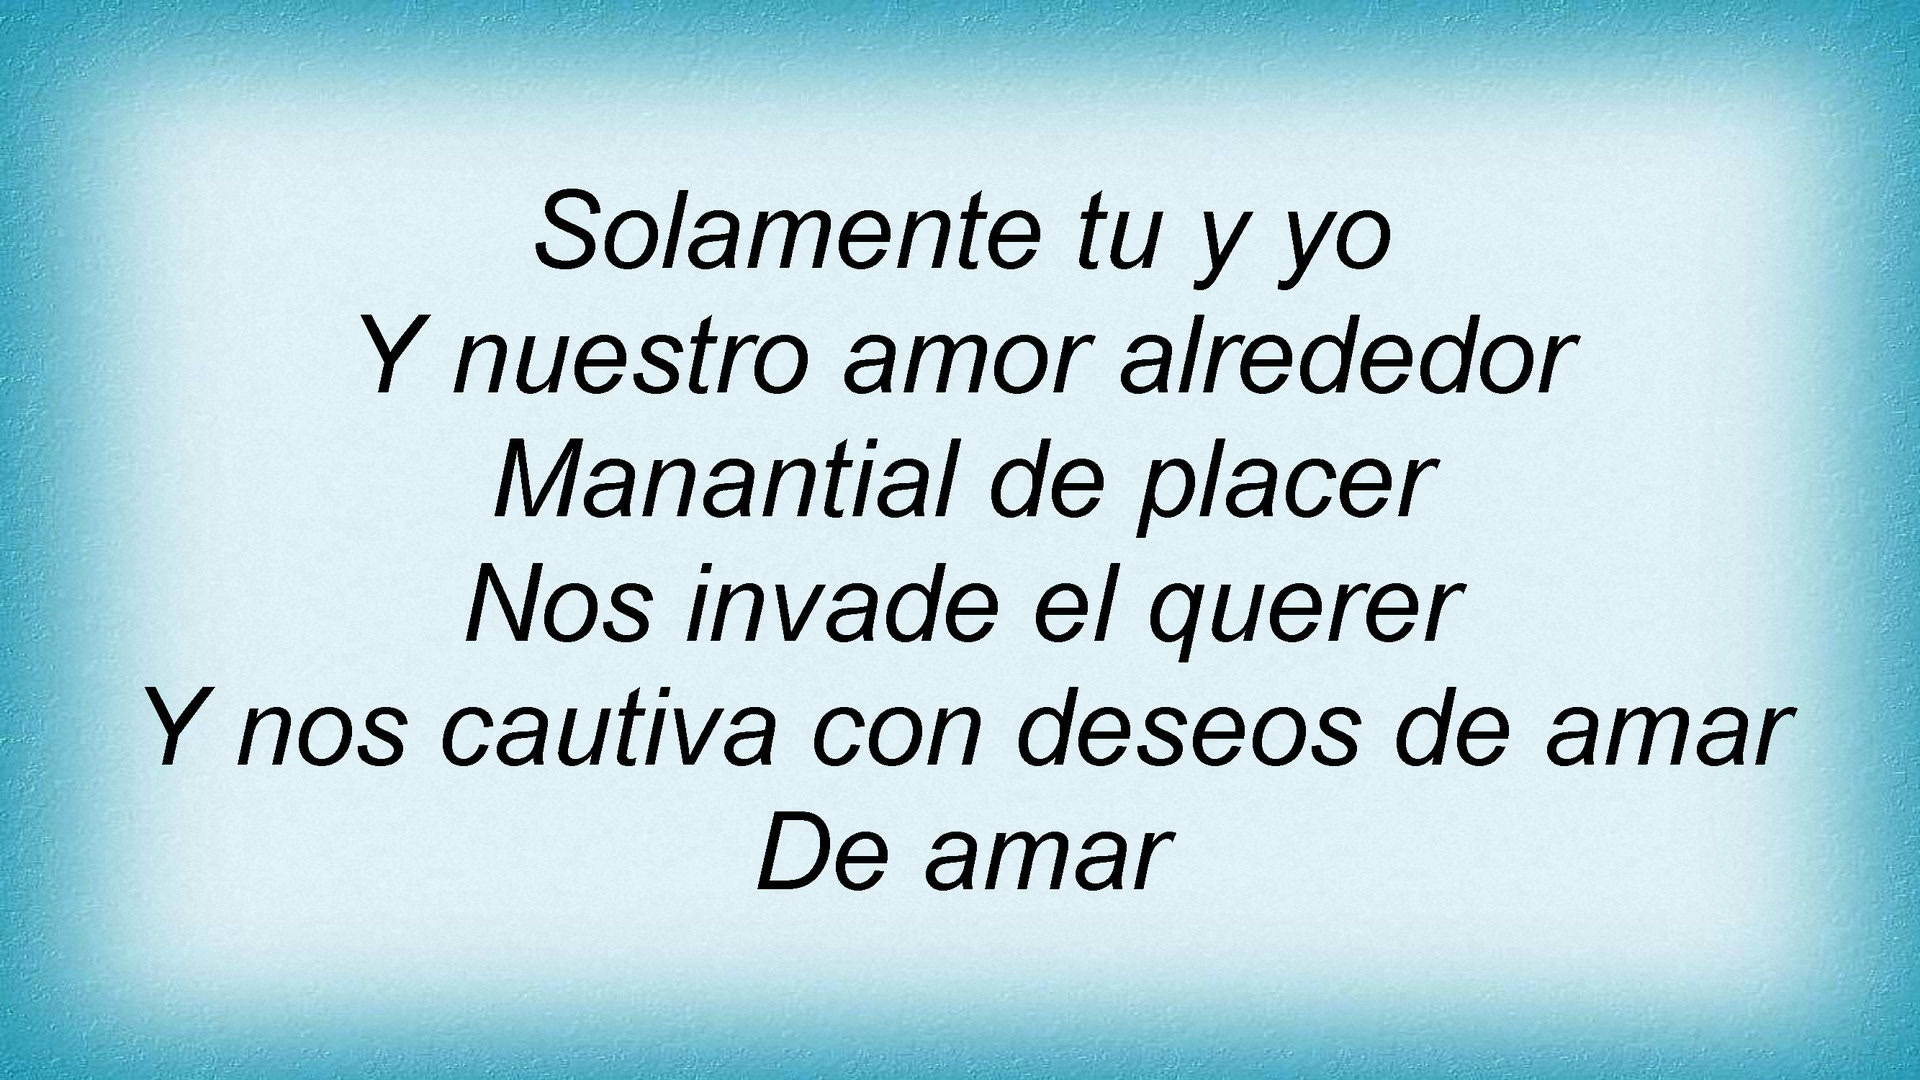 Solamente tu y yo
Y nuestro amor alrededor
Manantial de placer
Nos invade el querer
Y nos cautiva con deseos de amar
De amar